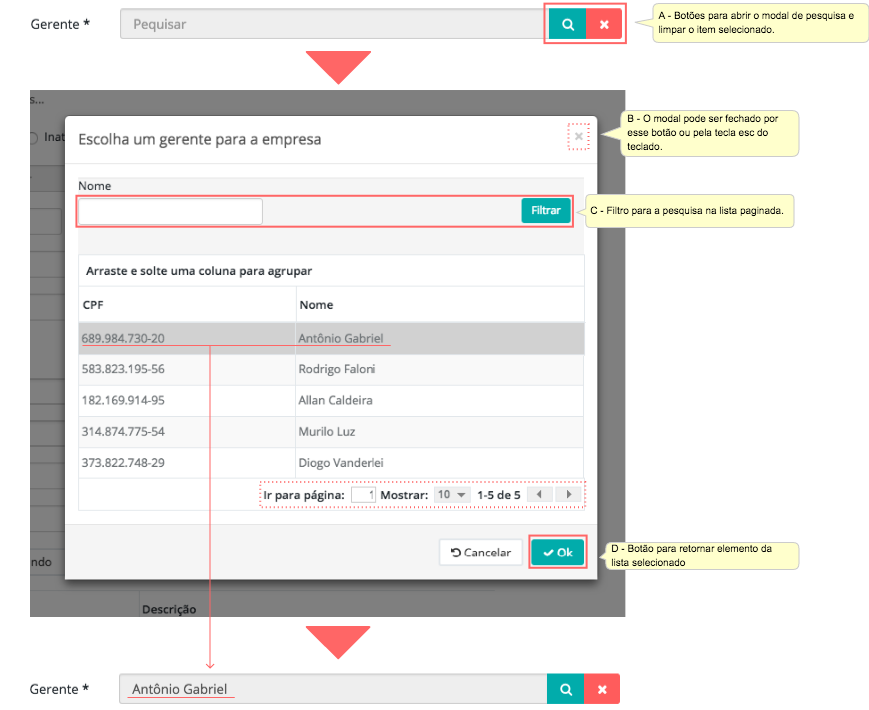 Gerente *
Pequisar
A - Botões para abrir o modal de pesquisa e
limpar o item selecionado.
s...
Inat
Escolha um gerente para a empresa
B - O modal pode ser fechado por
esse botão ou pela tecla esc do
teclado.
Nome
Filtrar
C - Filtro para a pesquisa na lista paginada.
Arraste e solte uma coluna para agrupar
CPF Nome
689.984.730-20 Antônio Gabriel
583.823.195-56 Rodrigo Faloni
182.169.914-95 Allan Caldeira
314.874.775-54 Murilo Luz
373.822.748-29 Diogo Vanderlei
Ir para página: 1 Mostrar: 10 1-5 de 5
Cancelar
Ok
D - Botão para retornar elemento da
lista selecionado
ndo
Descrição
Gerente *
Antônio Gabriel